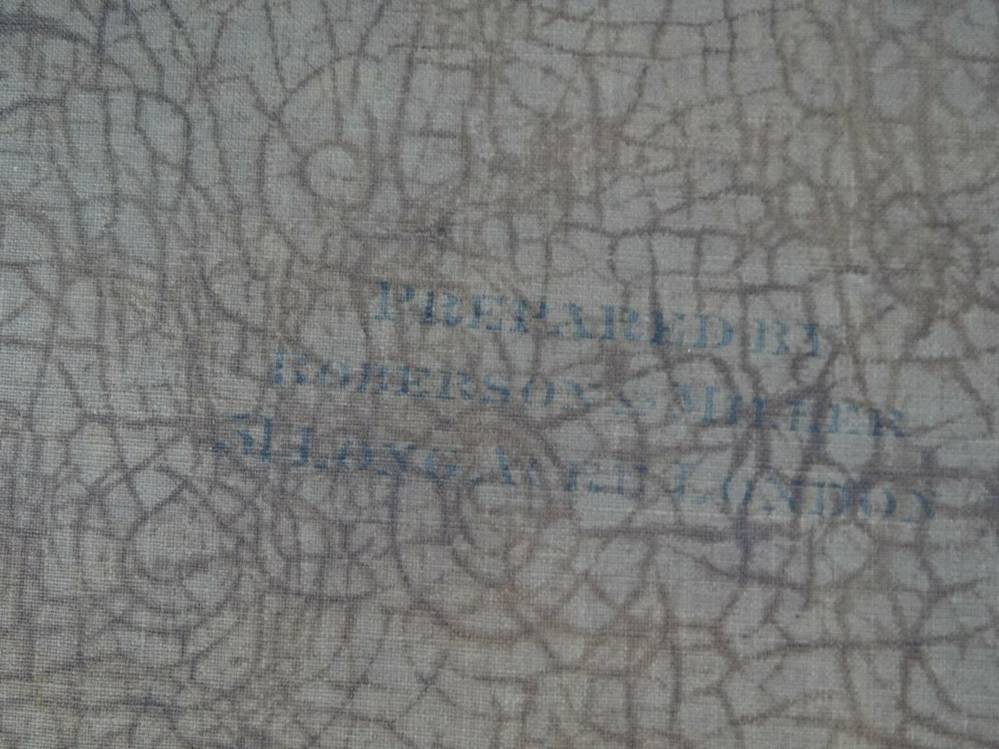 PREPARED BY
ROBERSON & MILLER
51 LONG ACRE LONDON